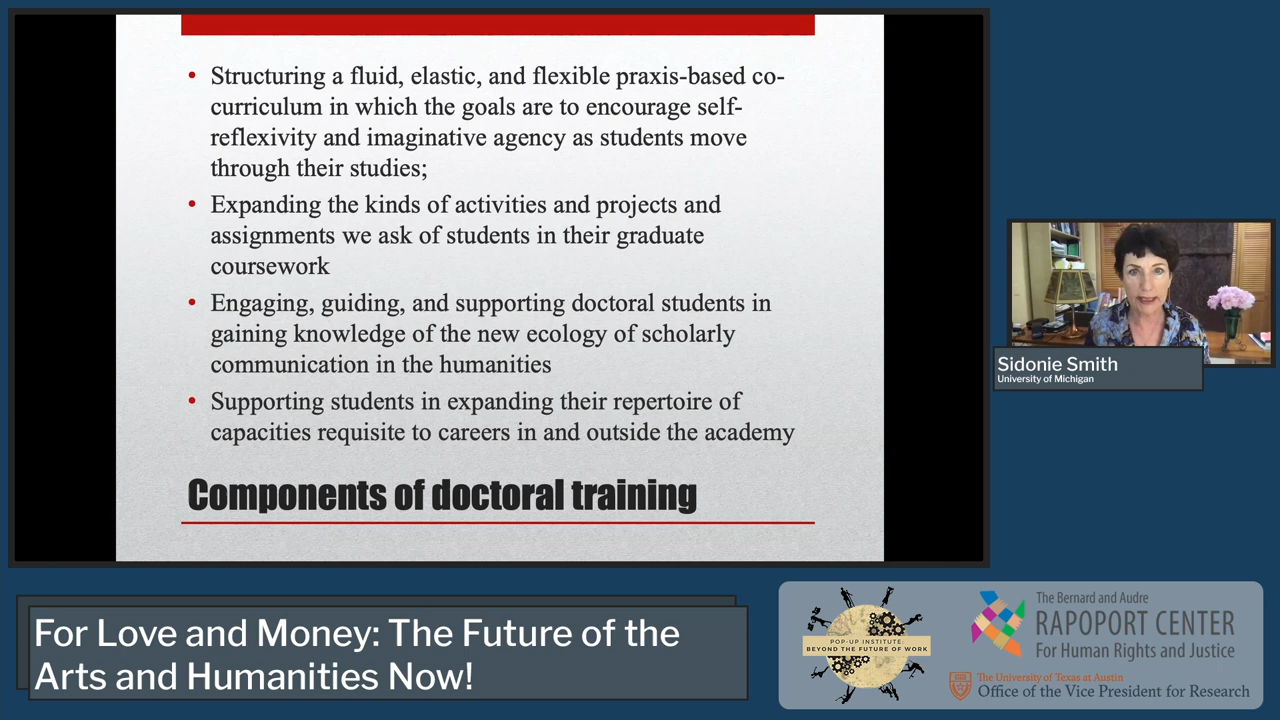 • Structuring a fluid, elastic, and flexible praxis-based co-
curriculum in which the goals are to encourage self-
reflexivity and imaginative agency as students move
through their studies;
• Expanding the kinds of activities and projects and
assignments we ask of students in their graduate
coursework
• Engaging, guiding, and supporting doctoral students in
gaining knowledge of the new ecology of scholarly
communication in the humanities
• Supporting students in expanding their repertoire of
capacities requisite to careers in and outside the academy
Components of doctoral training
Sidonie Smith
University of Michigan
For Love and Money: The Future of the
Arts and Humanities Now!
POP-UP INSTITUTE:
BEYOND THE FUTURE OF WORK
The Bernard and Audre
RAPOPORT CENTER
For Human Rights and Justice
The University of Texas at Austin
Office of the Vice President for Research